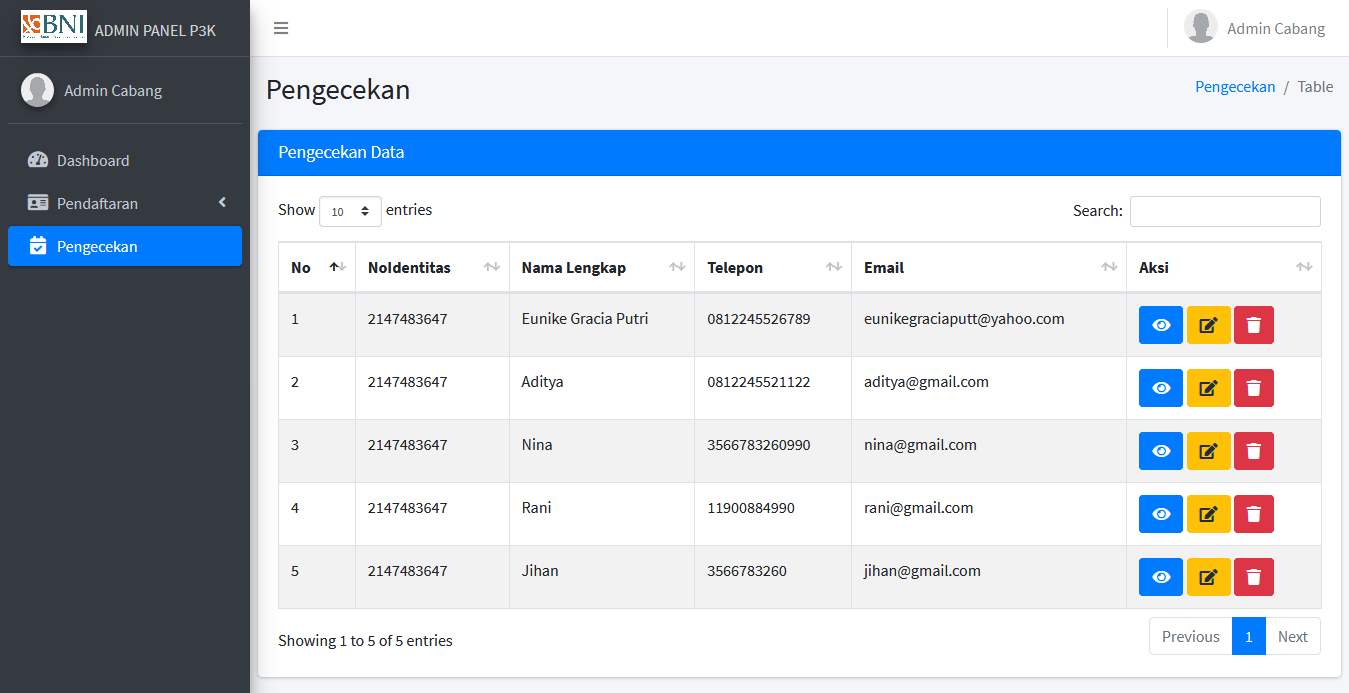 BNI ADMIN PANEL P3K
Admin Cabang
Admin Cabang
Dashboard
Pendaftaran
Pengecekan
Pengecekan
Pengecekan / Table
Pengecekan Data
Show 10 entries
Search:
No NoIdentitas Nama Lengkap Telepon Email Aksi
1 2147483647 Eunike Gracia Putri 0812245526789 eunikegraciaputt@yahoo.com
2 2147483647 Aditya 0812245521122 aditya@gmail.com
3 2147483647 Nina 3566783260990 nina@gmail.com
4 2147483647 Rani 11900884990 rani@gmail.com
5 2147483647 Jihan 3566783260 jihan@gmail.com
Showing 1 to 5 of 5 entries
Previous 1 Next